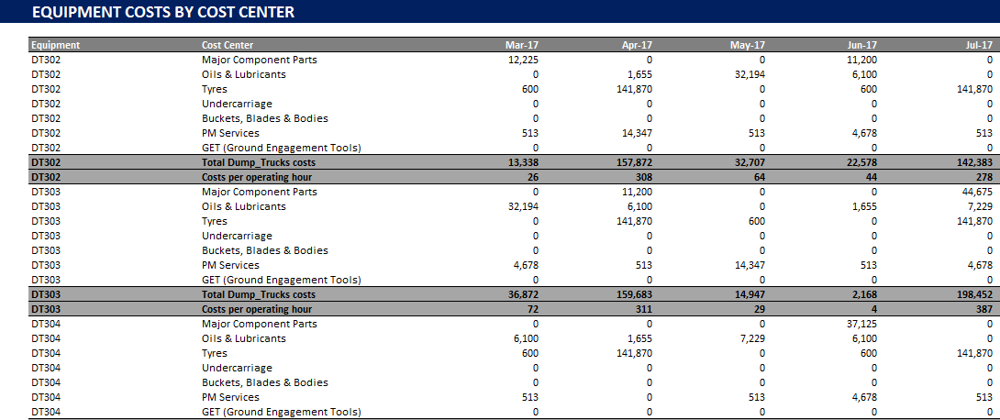 EQUIPMENT COSTS BY COST CENTER
Equipment Cost Center Mar-17 Apr-17 May-17 Jun-17 Jul-17
DT302 Major Component Parts 12,225 0 0 11,200 0
DT302 Oils & Lubricants 0 1,655 32,194 6,100 0
DT302 Tyres 600 141,870 0 600 141,870
DT302 Undercarriage 0 0 0 0 0
DT302 Buckets, Blades & Bodies 0 0 0 0 0
DT302 PM Services 513 14,347 513 4,678 513
DT302 GET (Ground Engagement Tools) 0 0 0 0 0
DT302 Total Dump_Trucks costs 13,338 157,872 32,707 22,578 142,383
DT302 Costs per operating hour 26 308 64 44 278
DT303 Major Component Parts 0 11,200 0 0 44,675
DT303 Oils & Lubricants 32,194 6,100 0 1,655 7,229
DT303 Tyres 0 141,870 600 0 141,870
DT303 Undercarriage 0 0 0 0 0
DT303 Buckets, Blades & Bodies 0 0 0 0 0
DT303 PM Services 4,678 513 14,347 513 4,678
DT303 GET (Ground Engagement Tools) 0 0 0 0 0
DT303 Total Dump_Trucks costs 36,872 159,683 14,947 2,168 198,452
DT303 Costs per operating hour 72 311 29 4 387
DT304 Major Component Parts 0 0 0 37,125 0
DT304 Oils & Lubricants 6,100 1,655 7,229 6,100 0
DT304 Tyres 600 141,870 0 600 141,870
DT304 Undercarriage 0 0 0 0 0
DT304 Buckets, Blades & Bodies 0 0 0 0 0
DT304 PM Services 513 0 513 4,678 513
DT304 GET (Ground Engagement Tools) 0 0 0 0 0